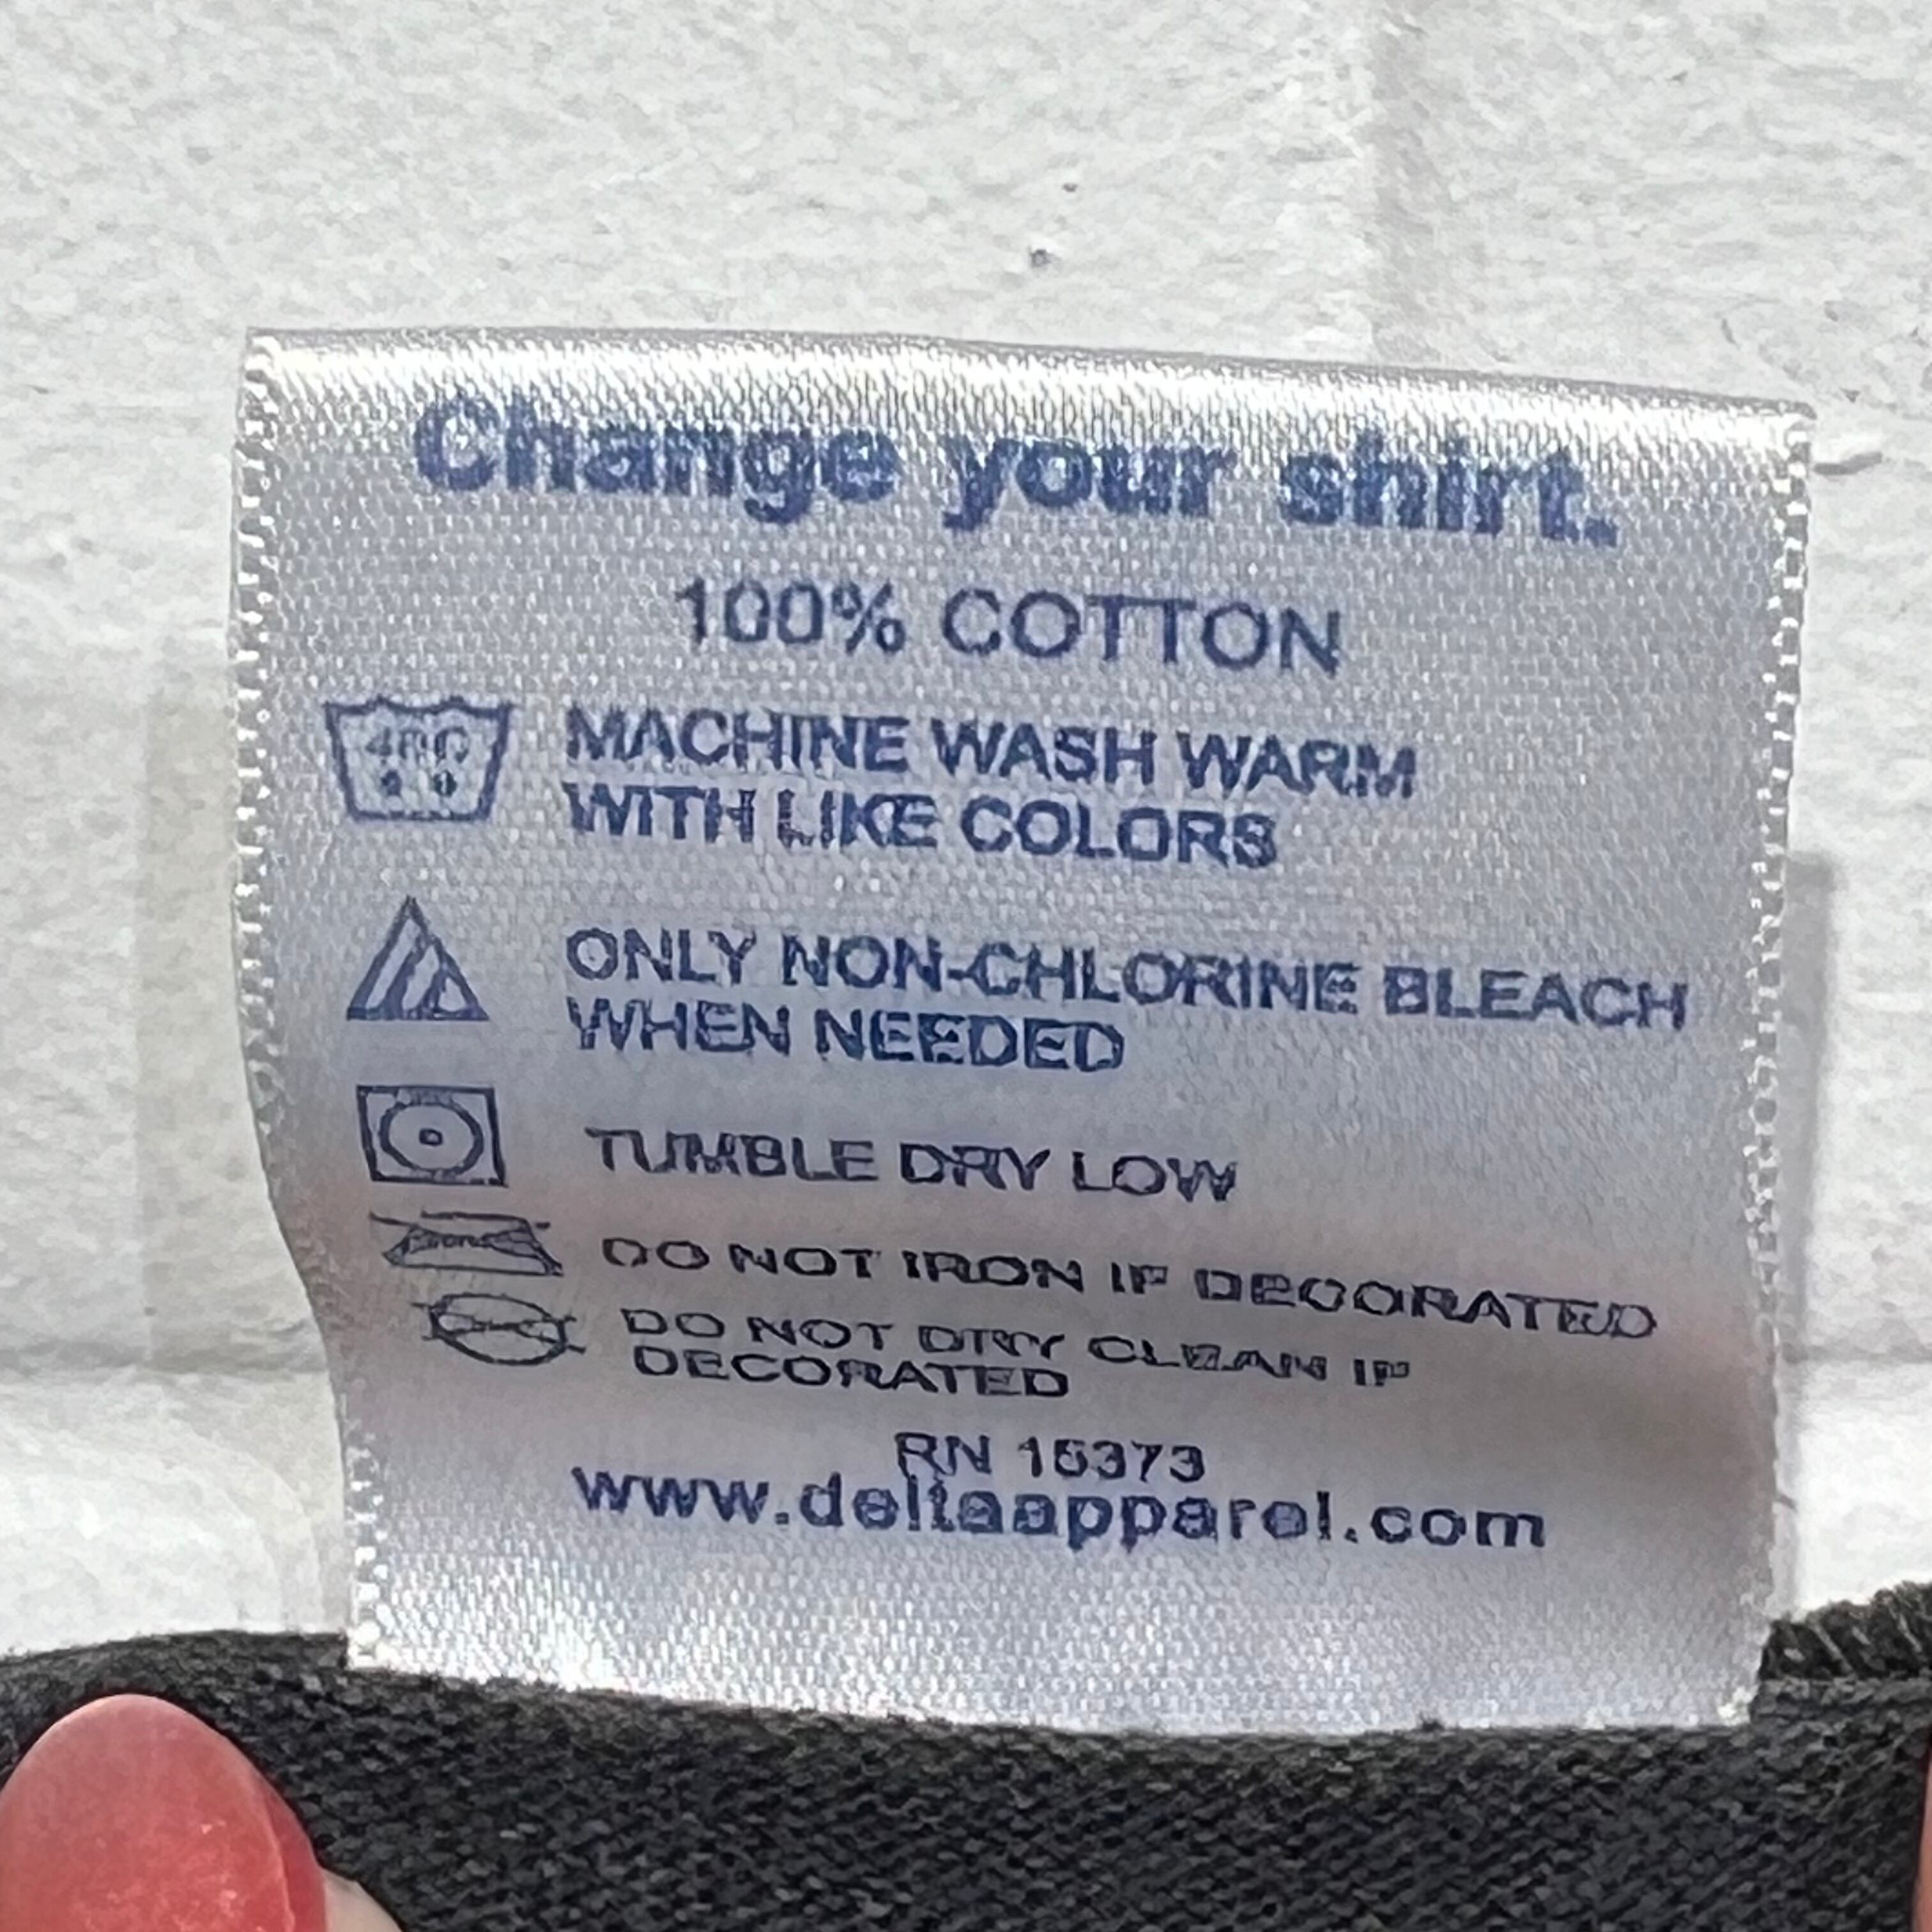 Change your shirt.
100% COTTON
40C
MACHINE WASH WARM
WITH LIKE COLORS
ONLY NON-CHLORINE BLEACH
WHEN NEEDED
TUMBLE DRY LOW
DO NOT IRON IF DECORATED
DO NOT DRY CLEAN IF
DECORATED
RN 15373
www.deltaapparel.com